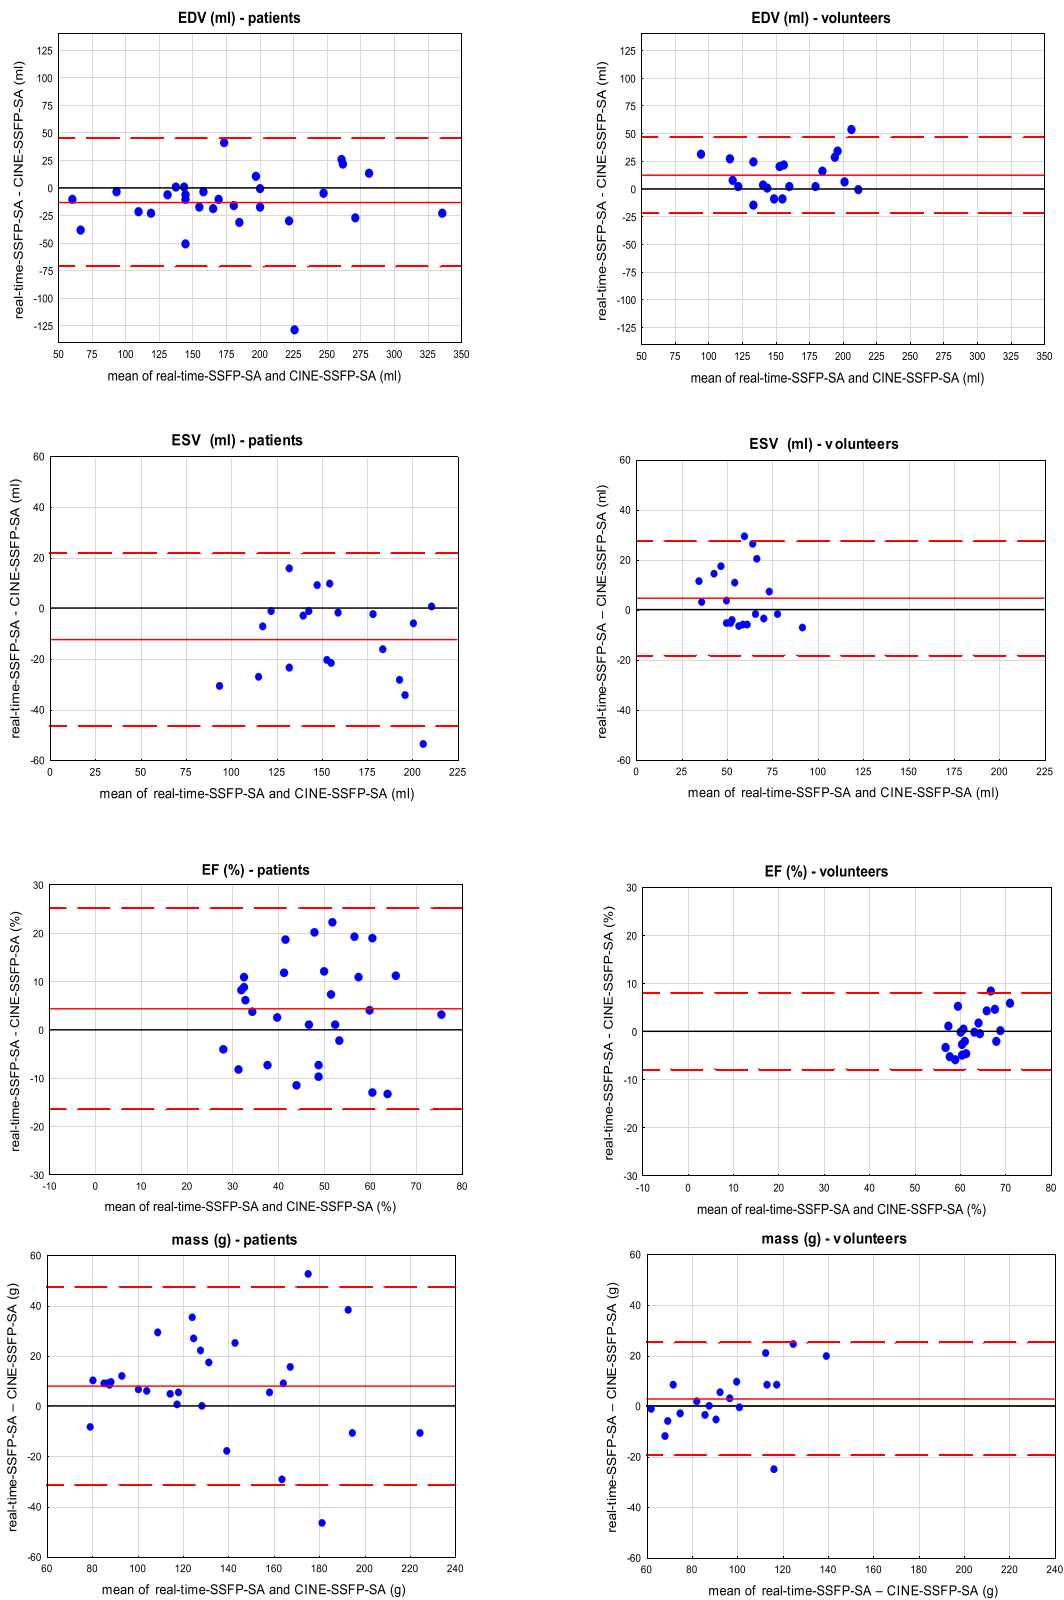 EDV (ml) - patients
real-time-SSFP-SA - CINE-SSFP-SA (ml)
125
100
75
50
25
0
-25
-50
-75
-100
-125
50 75 100 125 150 175 200 225 250 275 300 325 350
mean of real-time-SSFP-SA and CINE-SSFP-SA (ml)
EDV (ml) - volunteers
real-time-SSFP-SA - CINE-SSFP-SA (ml)
125
100
75
50
25
0
-25
-50
-75
-100
-125
50 75 100 125 150 175 200 225 250 275 300 325 350
mean of real-time-SSFP-SA and CINE-SSFP-SA (ml)
ESV (ml) - patients
real-time-SSFP-SA - CINE-SSFP-SA (ml)
60
40
20
0
-20
-40
-60
0 25 50 75 100 125 150 175 200 225
mean of real-time-SSFP-SA and CINE-SSFP-SA (ml)
ESV (ml) - volunteers
real-time-SSFP-SA – CINE-SSFP-SA (ml)
60
40
20
0
-20
-40
-60
0 25 50 75 100 125 150 175 200 225
mean of real-time-SSFP-SA and CINE-SSFP-SA (ml)
EF (%) - patients
real-time-SSFP-SA - CINE-SSFP-SA (%)
30
20
10
0
-10
-20
-30
-10 0 10 20 30 40 50 60 70 80
mean of real-time-SSFP-SA and CINE-SSFP-SA (%)
EF (%) - volunteers
real-time-SSFP-SA - CINE-SSFP-SA (%)
30
20
10
0
-10
-20
-30
-10 0 10 20 30 40 50 60 70 80
mean of real-time-SSFP-SA and CINE-SSFP-SA (%)
mass (g) - patients
real-time-SSFP-SA – CINE-SSFP-SA (g)
60
40
20
0
-20
-40
-60
60 80 100 120 140 160 180 200 220 240
mean of real-time-SSFP-SA and CINE-SSFP-SA (g)
mass (g) - volunteers
real-time-SSFP-SA – CINE-SSFP-SA (g)
60
40
20
0
-20
-40
-60
60 80 100 120 140 160 180 200 220 240
mean of real-time-SSFP-SA – CINE-SSFP-SA (g)